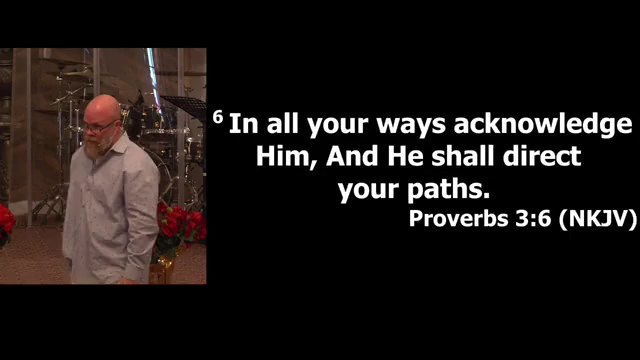 6 In all your ways acknowledge
Him, And He shall direct
your paths.
Proverbs 3:6 (NKJV)